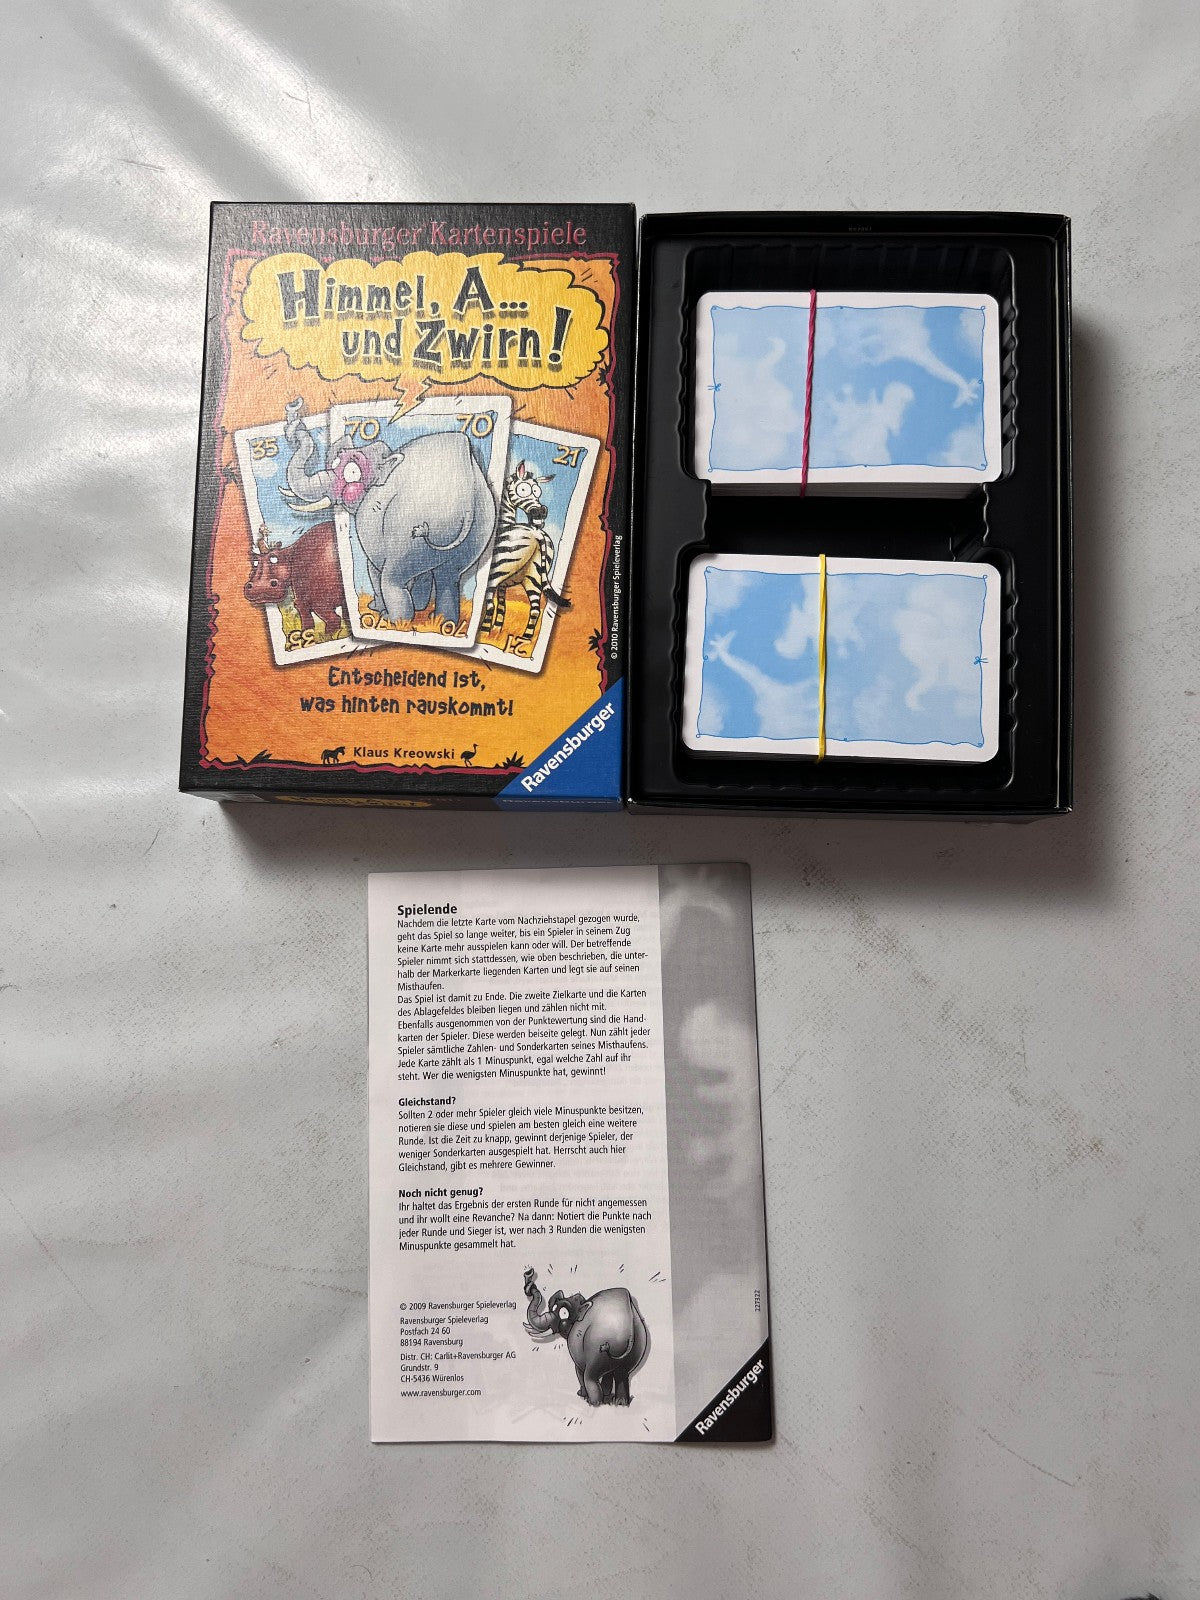 Ravensburger Kartenspiele
Himmel, A...
und Zwirn!
35
70 70
21
35
70
21
Entscheidend ist,
was hinten rauskommt!
Klaus Kreowski
Ravensburger
© 2010 Ravensburger Spieleverlag
Spielende
Nachdem die letzte Karte vom Nachziehstapel gezogen wurde,
geht das Spiel so lange weiter, bis ein Spieler in seinem Zug
keine Karte mehr ausspielen kann oder will. Der betreffende
Spieler nimmt sich stattdessen, wie oben beschrieben, die unter-
halb der Markerkarte liegenden Karten und legt sie auf seinen
Misthaufen.
Das Spiel ist damit zu Ende. Die zweite Zielkarte und die Karten
des Ablagefeldes bleiben liegen und zählen nicht mit.
Ebenfalls ausgenommen von der Punktewertung sind die Hand-
karten der Spieler. Diese werden beiseite gelegt. Nun zählt jeder
Spieler sämtliche Zahlen- und Sonderkarten seines Misthaufens.
Jede Karte zählt als 1 Minuspunkt, egal welche Zahl auf ihr
steht. Wer die wenigsten Minuspunkte hat, gewinnt!
Gleichstand?
Sollten 2 oder mehr Spieler gleich viele Minuspunkte besitzen,
notieren sie diese und spielen am besten gleich eine weitere
Runde. Ist die Zeit zu knapp, gewinnt derjenige Spieler, der
weniger Sonderkarten ausgespielt hat. Herrscht auch hier
Gleichstand, gibt es mehrere Gewinner.
Noch nicht genug?
Ihr haltet das Ergebnis der ersten Runde für nicht angemessen
und ihr wollt eine Revanche? Na dann: Notiert die Punkte nach
jeder Runde und Sieger ist, wer nach 3 Runden die wenigsten
Minuspunkte gesammelt hat.
© 2009 Ravensburger Spieleverlag
Ravensburger Spieleverlag
Postfach 24 60
88194 Ravensburg
Distr. CH: Carlit+Ravensburger AG
Grundstr. 9
CH-5436 Würenlos
www.ravensburger.com
227322
Ravensburger